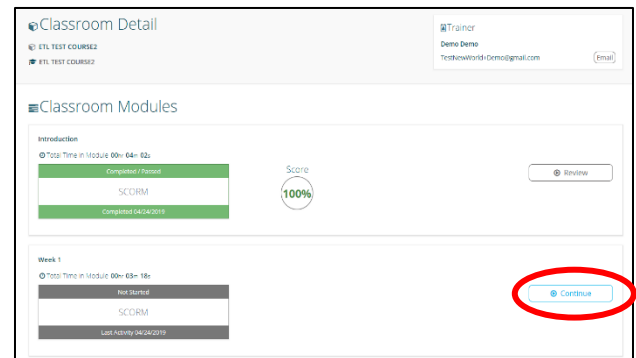 Classroom Detail
ETL TEST COURSE2
ETL TEST COURSE2
Trainer
Demo Demo
TestNewWorld+Demo@gmail.com
Email
Classroom Modules
Introduction
Total Time in Module 00hr 04m 02s
Completed / Passed
SCORM
Completed 04/24/2019
Score
100%
Review
Week 1
Total Time in Module 00hr 03m 18s
Not Started
SCORM
Last Activity 04/24/2019
Continue